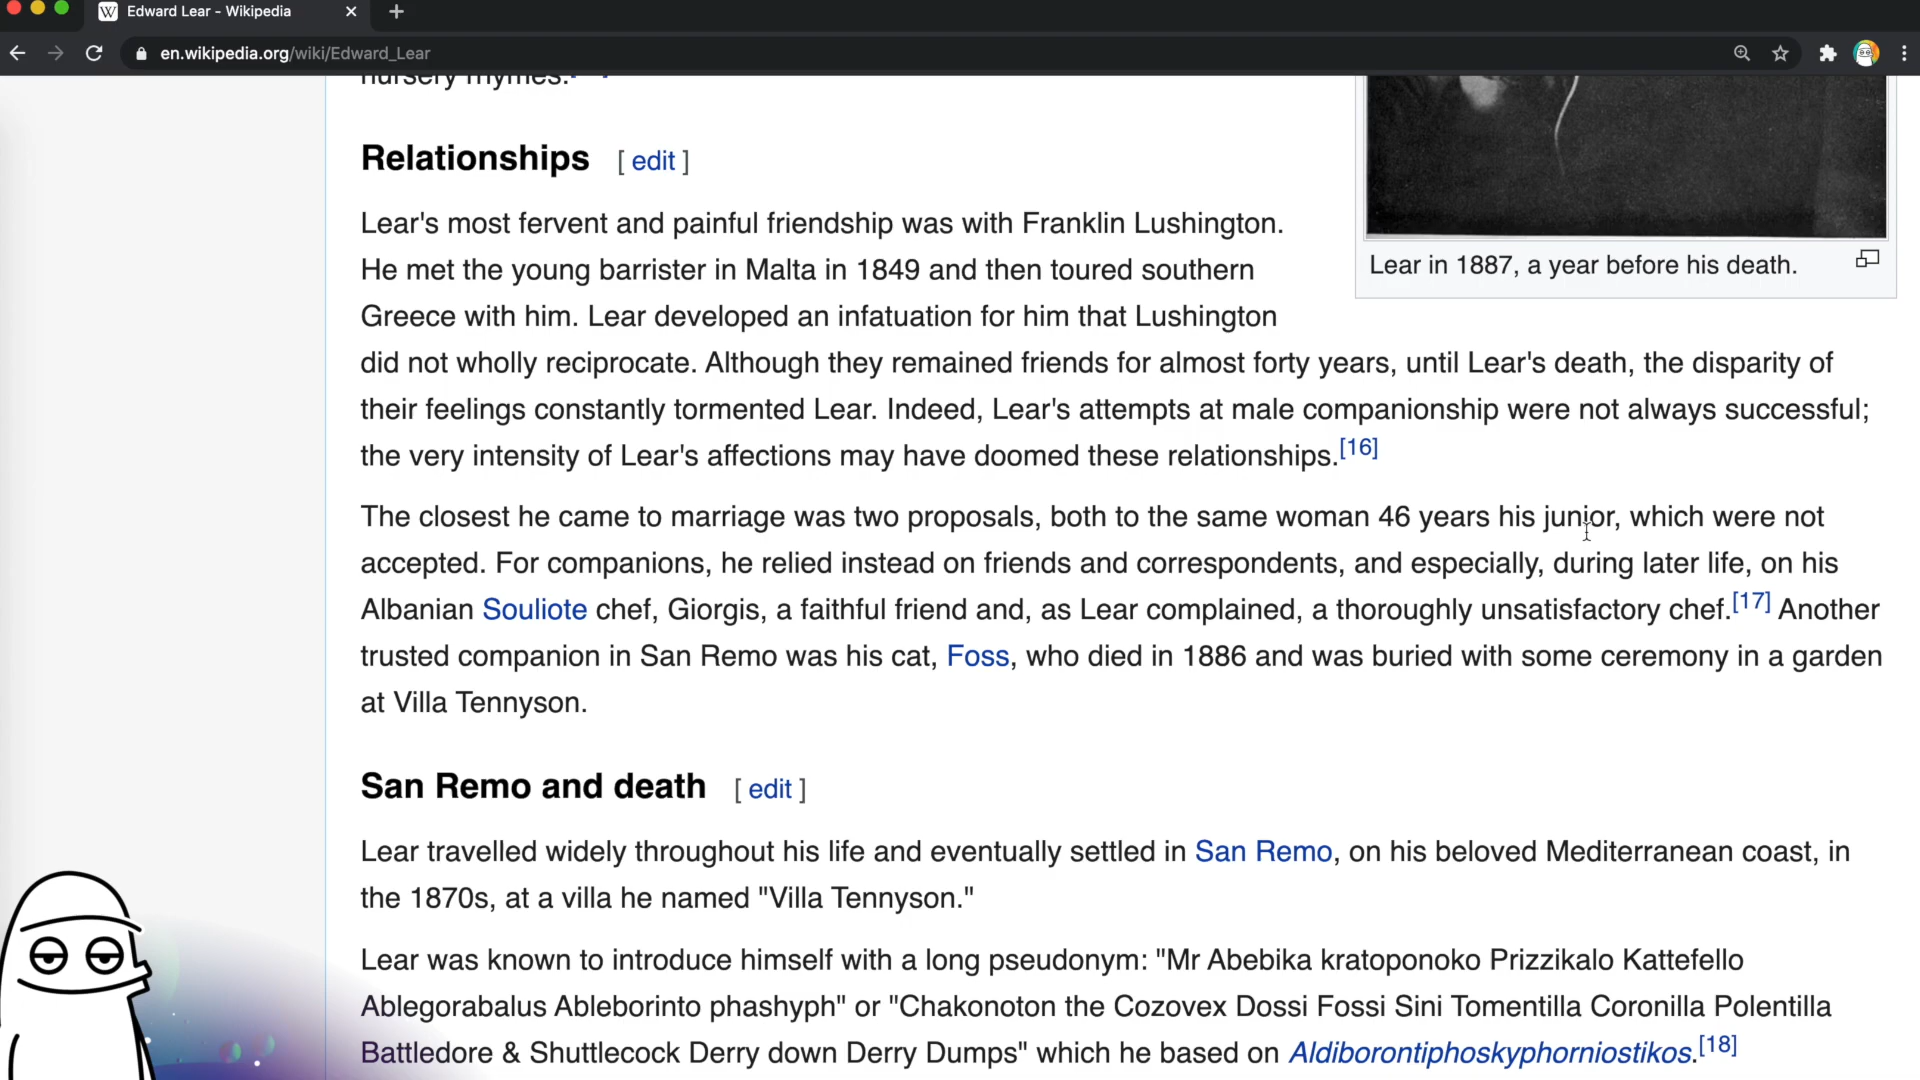 Edward Lear - Wikipedia
en.wikipedia.org/wiki/Edward_Lear
nursery rhymes.
Relationships [ edit ]
Lear's most fervent and painful friendship was with Franklin Lushington.
He met the young barrister in Malta in 1849 and then toured southern
Greece with him. Lear developed an infatuation for him that Lushington
did not wholly reciprocate. Although they remained friends for almost forty years, until Lear's death, the disparity of
their feelings constantly tormented Lear. Indeed, Lear's attempts at male companionship were not always successful;
the very intensity of Lear's affections may have doomed these relationships.[16]
Lear in 1887, a year before his death.
The closest he came to marriage was two proposals, both to the same woman 46 years his junior, which were not
accepted. For companions, he relied instead on friends and correspondents, and especially, during later life, on his
Albanian Souliote chef, Giorgis, a faithful friend and, as Lear complained, a thoroughly unsatisfactory chef.[17] Another
trusted companion in San Remo was his cat, Foss, who died in 1886 and was buried with some ceremony in a garden
at Villa Tennyson.
San Remo and death [ edit ]
Lear travelled widely throughout his life and eventually settled in San Remo, on his beloved Mediterranean coast, in
the 1870s, at a villa he named "Villa Tennyson."
Lear was known to introduce himself with a long pseudonym: "Mr Abebika kratoponoko Prizzikalo Kattefello
Ablegorabalus Ableborinto phashyph" or "Chakonoton the Cozovex Dossi Fossi Sini Tomentilla Coronilla Polentilla
Battledore & Shuttlecock Derry down Derry Dumps" which he based on Aldiborontiphoskyphorniostikos.[18]